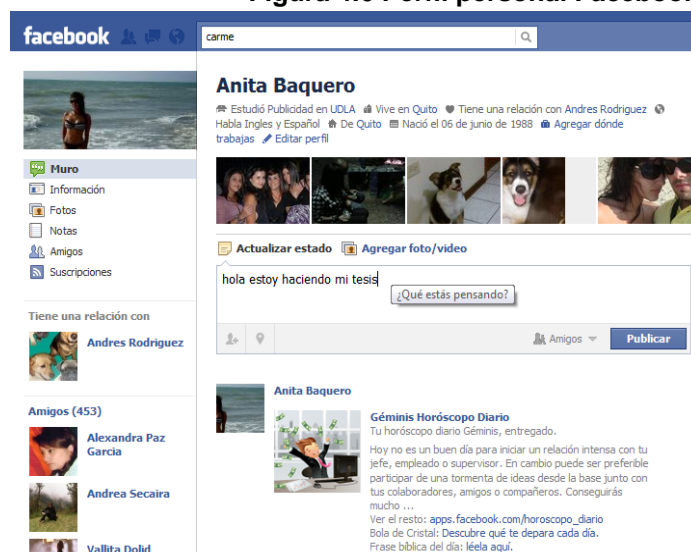 Figura 4.6 Perfil personal Facebook
facebook
carme
Anita Baquero
Estudió Publicidad en UDLA Vive en Quito Tiene una relación con Andres Rodriguez
Habla Ingles y Español De Quito Nació el 06 de junio de 1988 Agregar dónde
trabajas Editar perfil
Muro
Información
Fotos
Notas
Amigos
Suscripciones
Actualizar estado Agregar foto/video
hola estoy haciendo mi tesis
¿Qué estás pensando?
Amigos Publicar
Tiene una relación con
Andres Rodriguez
Amigos (453)
Alexandra Paz
Garcia
Andrea Secaira
Vallita Dolid
Anita Baquero
Géminis Horóscopo Diario
Tu horóscopo diario Géminis, entregado.
Hoy no es un buen día para iniciar un relación intensa con tu
jefe, empleado o supervisor. En cambio puede ser preferible
participar de una tormenta de ideas desde la base junto con
tus colaboradores, amigos o compañeros. Conseguirás
mucho ...
Ver el resto: apps.facebook.com/horoscopo_diario
Bola de Cristal: Descubre qué te depara cada día.
Frase bíblica del día: léela aquí.